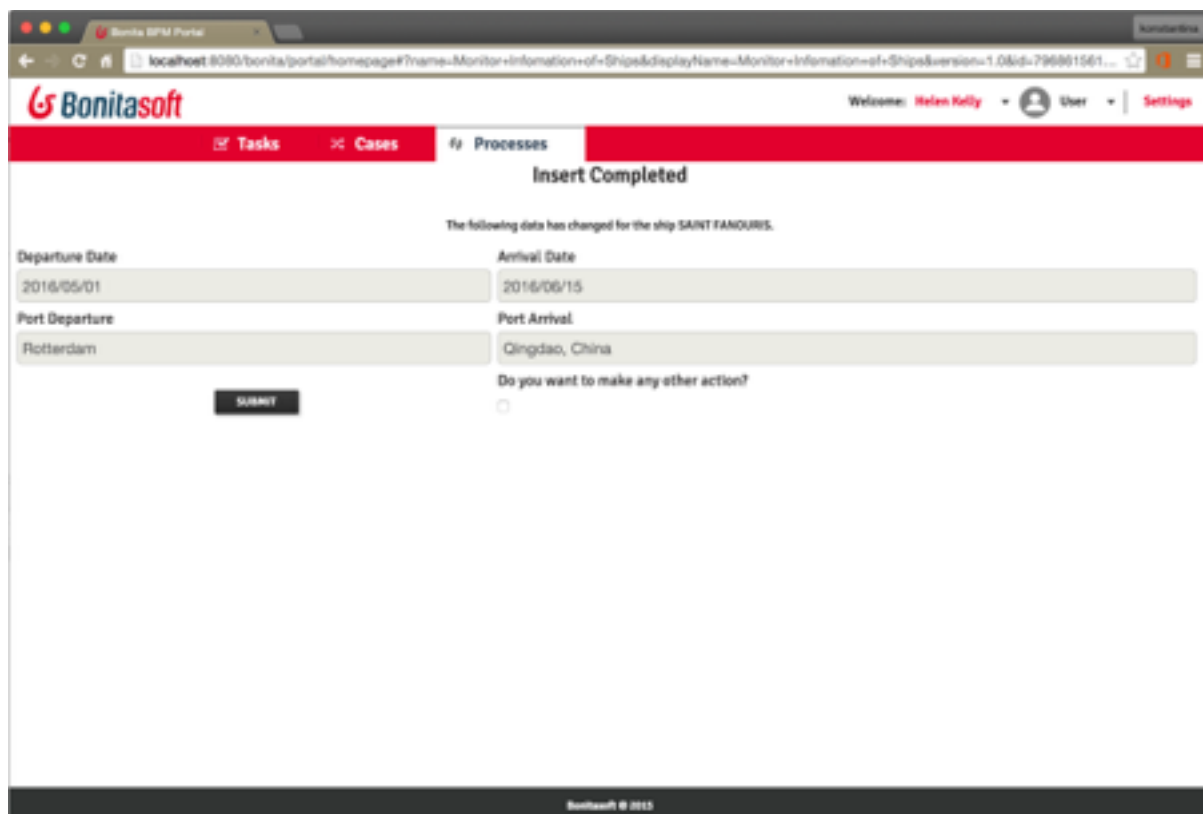 Bonita BPM Portal
konstantina
localhost:8080/bonita/portal/homepage#?name=Monitor+Infomation+of+Ships&displayName=Monitor+Infomation+of+Ships&version=1.0&id=796861561...
Bonitasoft
Welcome: Helen Kelly
User
Settings
Tasks
Cases
Processes
Insert Completed
The following data has changed for the ship SAINT FANOURIS.
Departure Date
Arrival Date
2016/05/01
2016/06/15
Port Departure
Port Arrival
Rotterdam
Qingdao, China
Do you want to make any other action?
SUBMIT
Bonitasoft © 2015